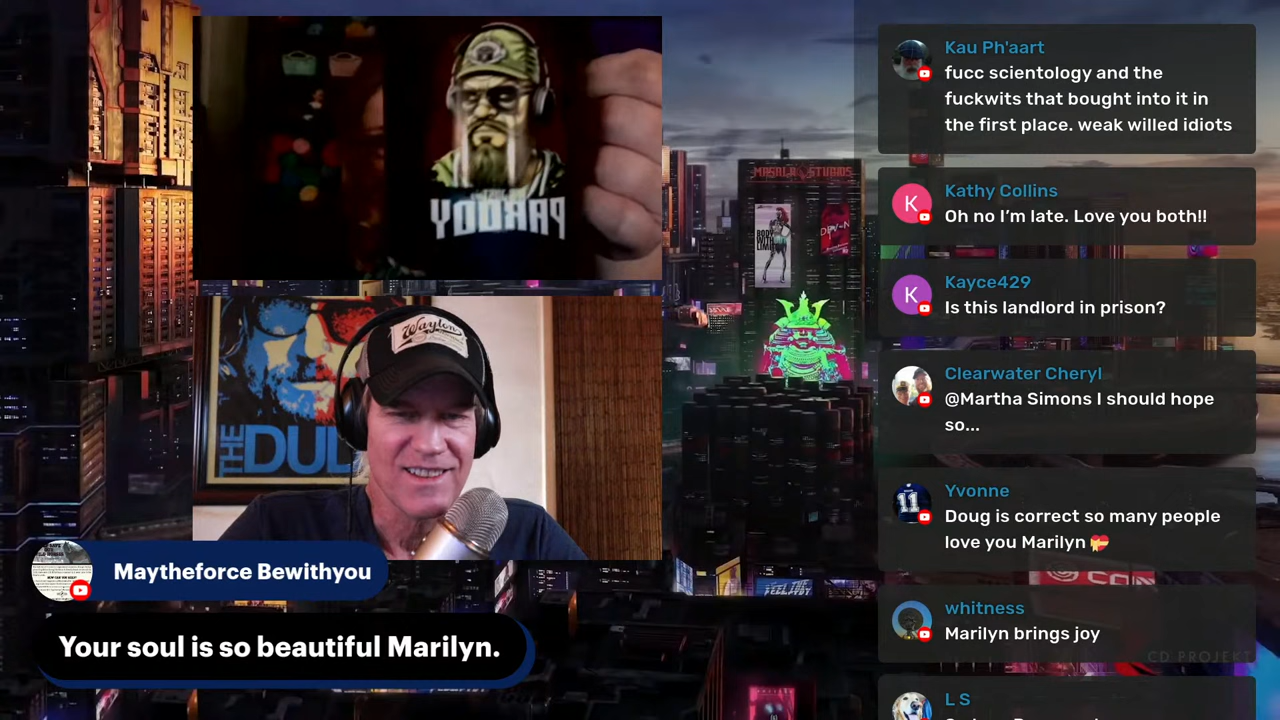 Waylon
THE
DUD
Maytheforce Bewithyou
Your soul is so beautiful Marilyn.
MASALA STUDIOS
BODY
WITH
Kau Ph'aart
fucc scientology and the
fuckwits that bought into it in
the first place. weak willed idiots
Kathy Collins
Oh no I’m late. Love you both!!
Kayce429
Is this landlord in prison?
Clearwater Cheryl
@Martha Simons I should hope
so...
Yvonne
Doug is correct so many people
love you Marilyn 💝
whitness
Marilyn brings joy
CD PROJEKT
L S
K
K
11